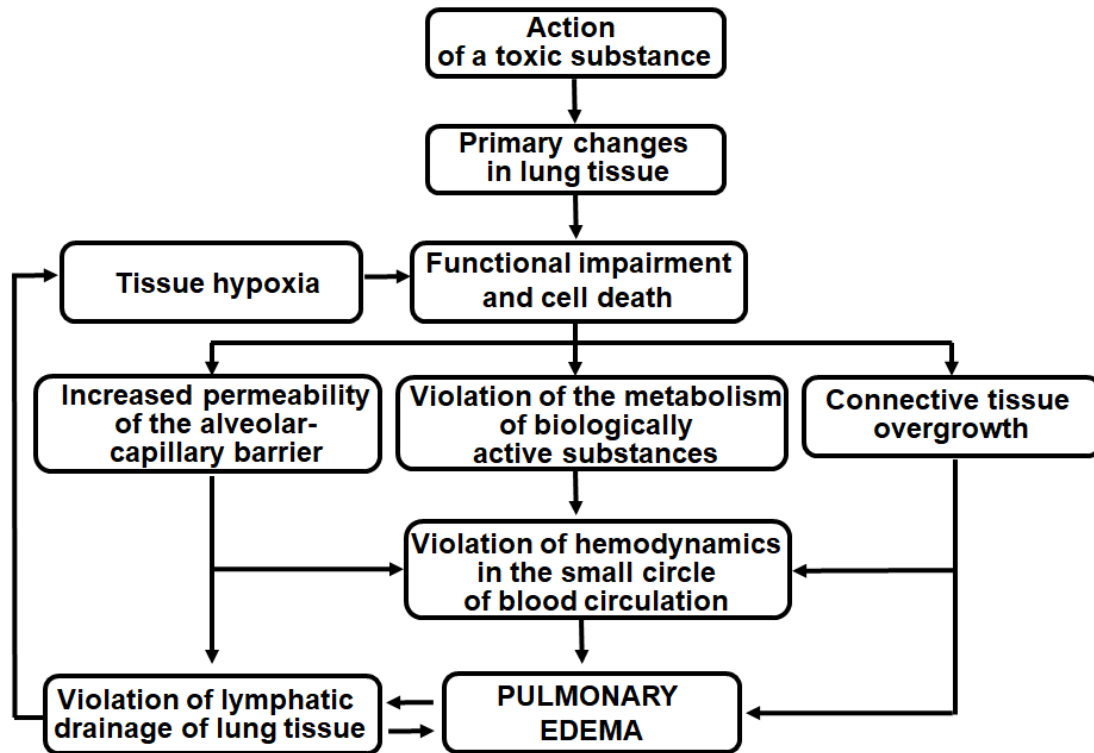 Action
of a toxic substance
Primary changes
in lung tissue
Tissue hypoxia
Functional impairment
and cell death
Increased permeability
of the alveolar-
capillary barrier
Violation of the metabolism
of biologically
active substances
Connective tissue
overgrowth
Violation of hemodynamics
in the small circle
of blood circulation
Violation of lymphatic
drainage of lung tissue
PULMONARY
EDEMA